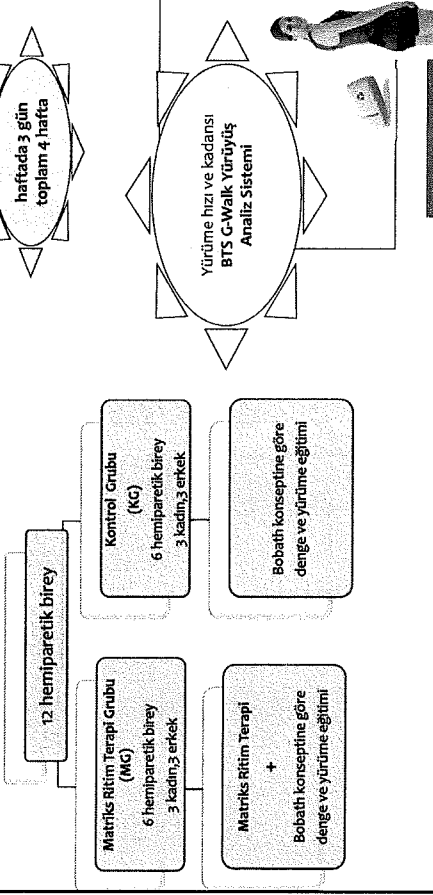 12 hemiparetik birey
Matriks Ritim Terapi Grubu
(MG)
6 hemiparetik birey
3 kadın,3 erkek
Kontrol Grubu
(KG)
6 hemiparetik birey
3 kadın,3 erkek
Matriks Ritim Terapi
+
Bobath konseptine göre
denge ve yürüme eğitimi
Bobath konseptine göre
denge ve yürüme eğitimi
haftada 3 gün
toplam 4 hafta
Yürüme hızı ve kadansı
BTS G-Walk Yürüyüş
Analiz Sistemi